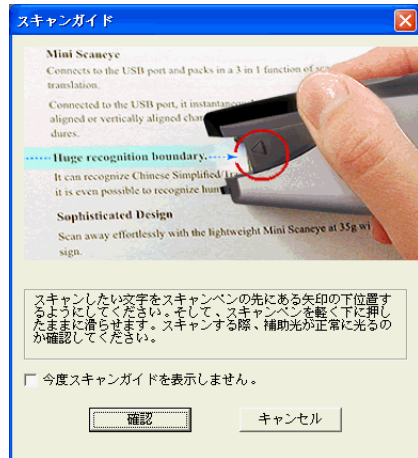 スキャンガイド
Mini Scaneye
Connects to the USB port and packs in a 3 in 1 function of
translation.
Connected to the USB port, it
aligned or vertically aligned
dures.
Huge recognition boundary.
It can recognize Chinese Simplified/
it is even possible to recognize
Sophisticated Design
Scan away effortlessly with the lightweight Mini Scaneye at 35g
sign.
スキャンしたい文字をスキャンペンの先にある矢印の下位置す
るようにしてください。そして、スキャンペンを軽く下に押し
たままに滑らせます。スキャンする際、補助光が正常に光るの
か確認してください。
今度スキャンガイドを表示しません。
確認 キャンセル